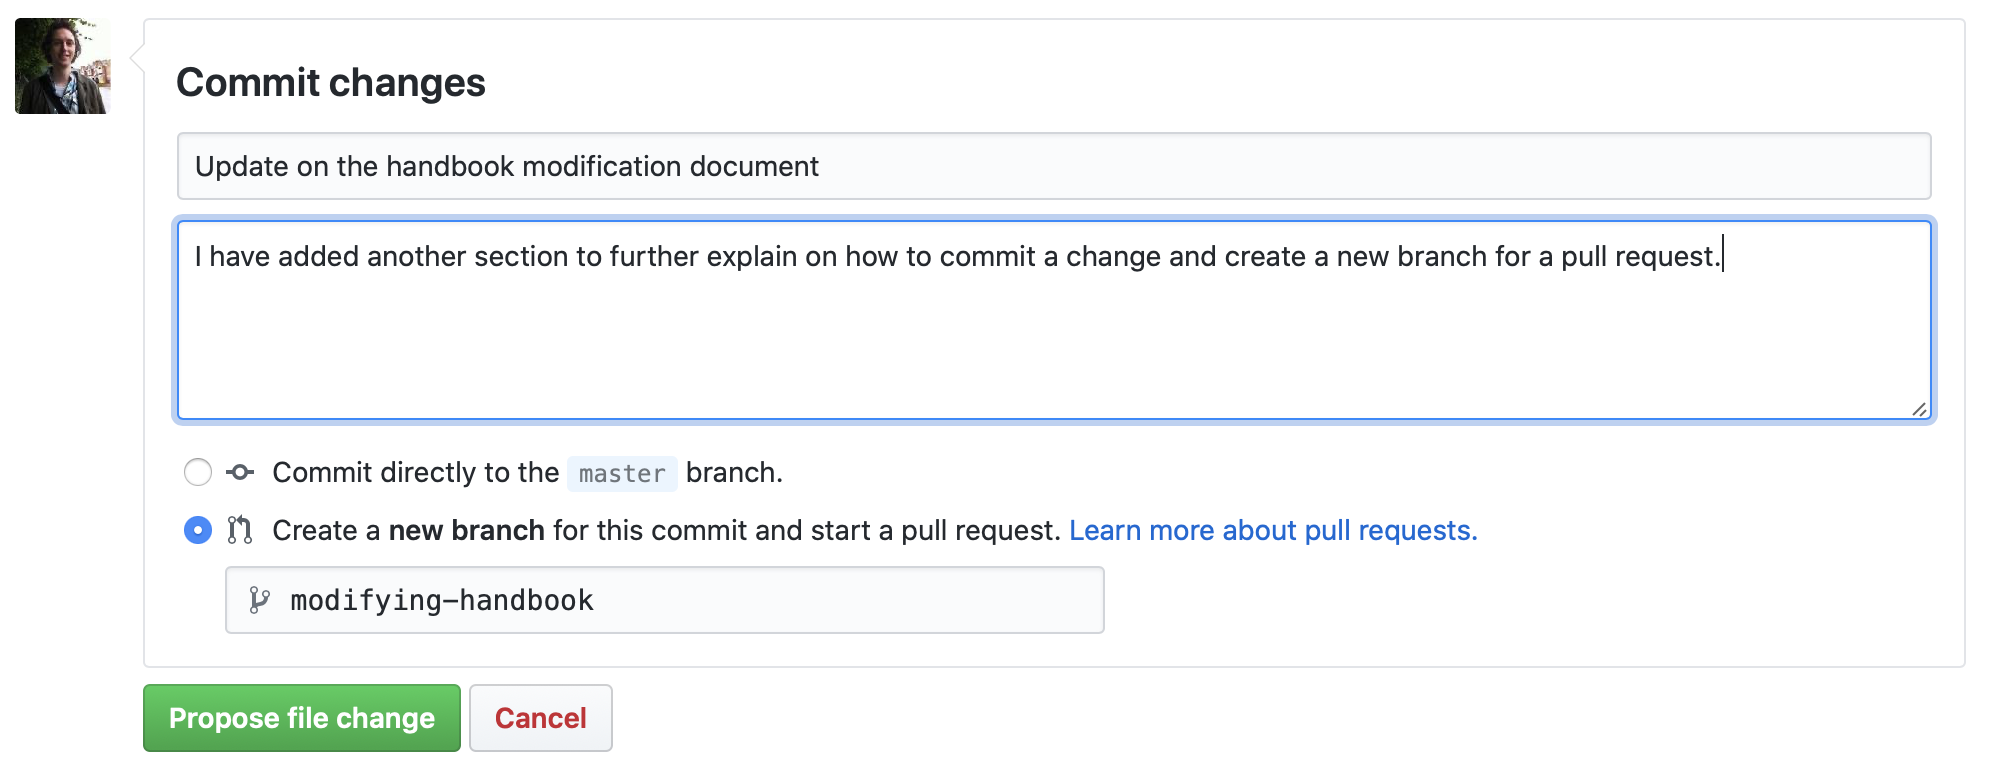 Commit changes
Update on the handbook modification document
I have added another section to further explain on how to commit a change and create a new branch for a pull request.
Commit directly to the master branch.
Create a new branch for this commit and start a pull request. Learn more about pull requests.
modifying-handbook
Propose file change Cancel